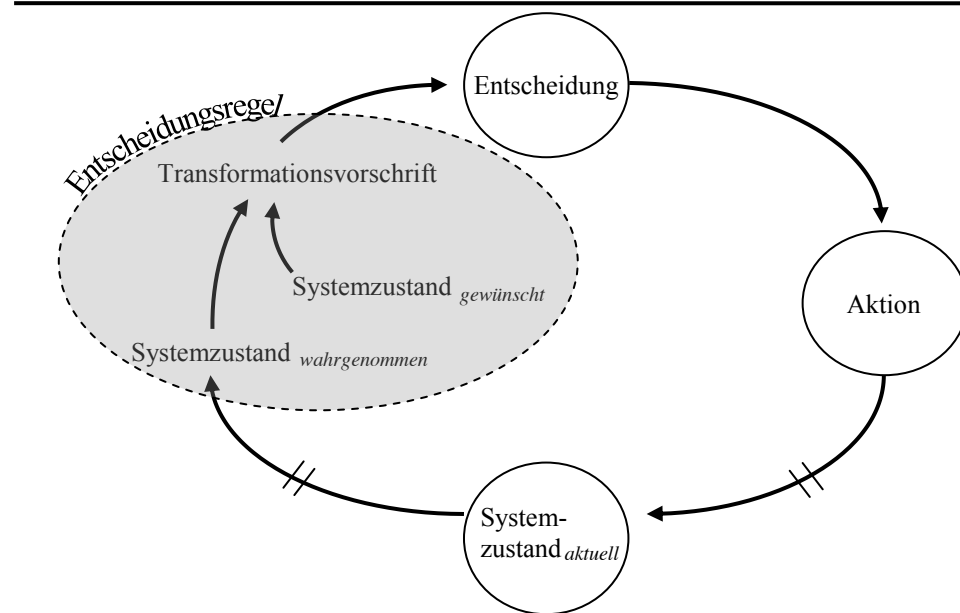 Entscheidung
Entscheidungsregel
Transformationsvorschrift
Systemzustand gewünscht
Aktion
Systemzustand wahrgenommen
System-
zustand aktuell